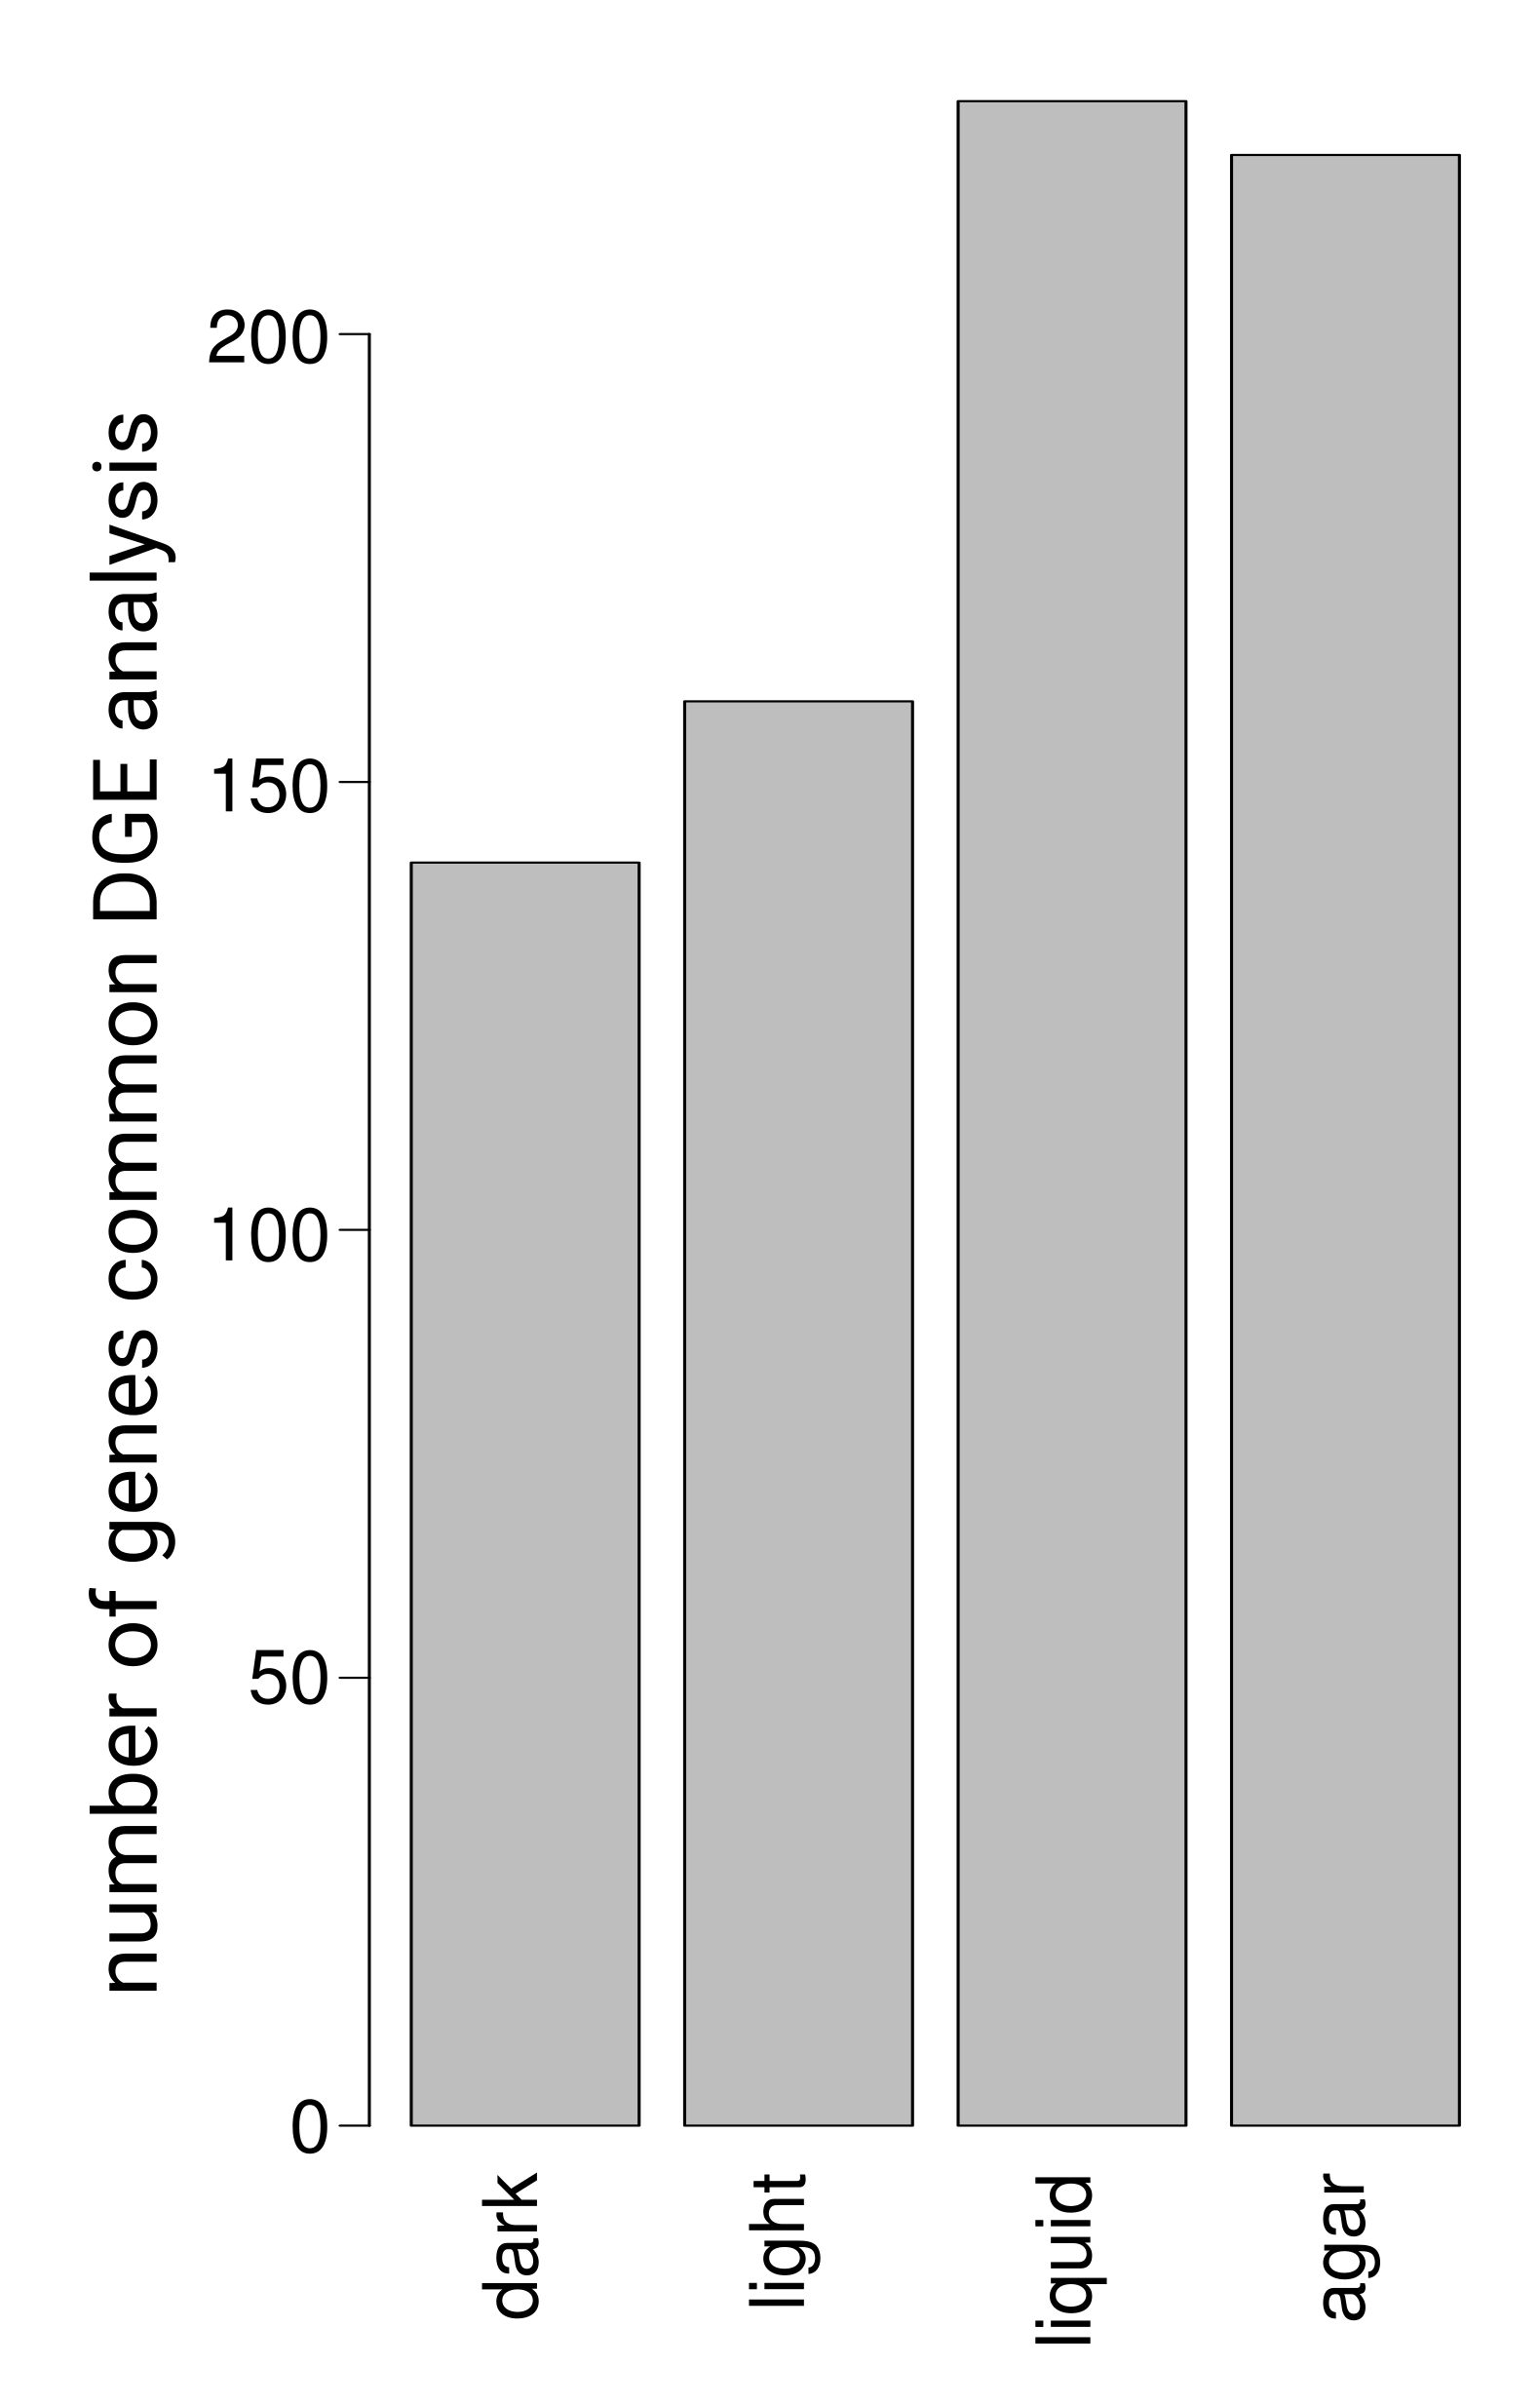 number of genes common DGE analysis
200
150
100
50
0
dark
light
liquid
agar